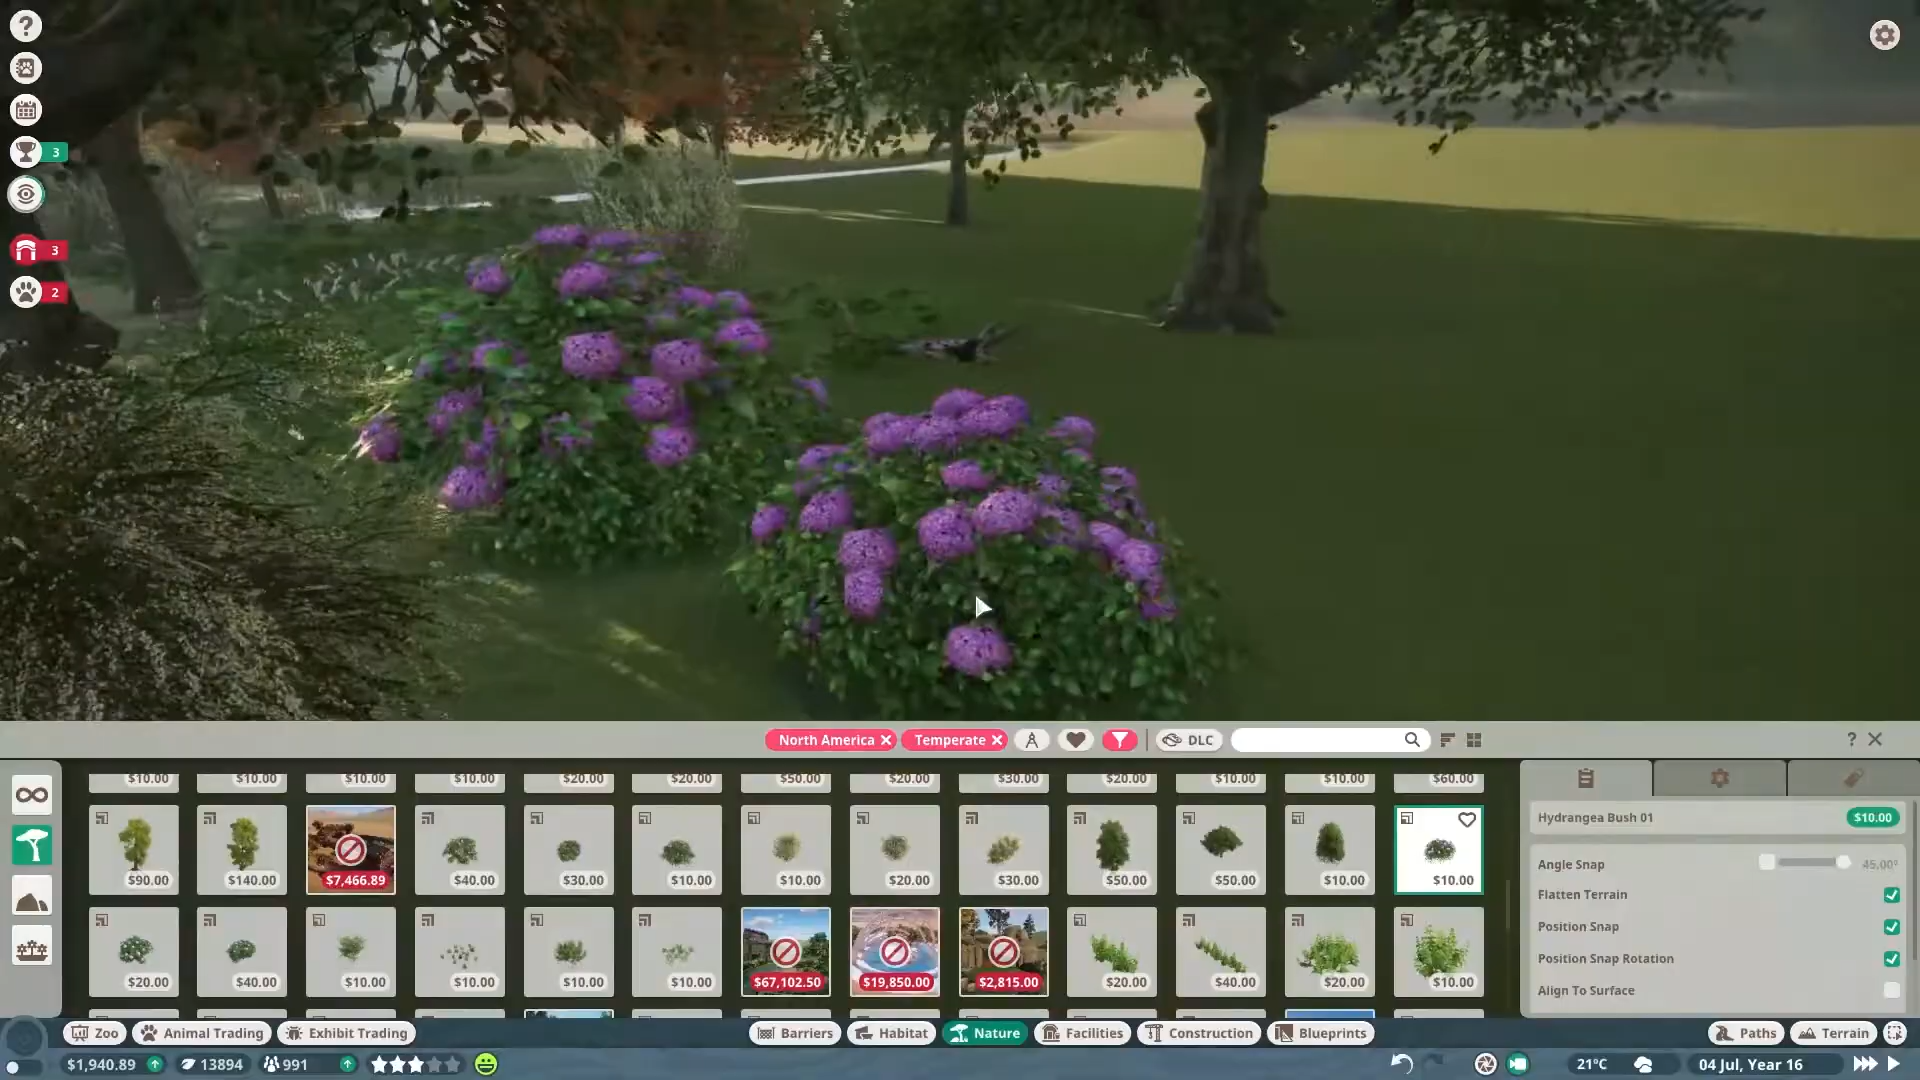 ?
3
3
2
North America ×
Temperate ×
DLC
? ×
$10.00 $10.00 $10.00 $10.00 $20.00 $20.00 $50.00 $20.00 $30.00 $20.00 $10.00 $10.00 $60.00
$90.00 $140.00 $7,466.89 $40.00 $30.00 $10.00 $10.00 $20.00 $30.00 $50.00 $50.00 $10.00 $10.00
$20.00 $40.00 $10.00 $10.00 $10.00 $10.00 $67,102.50 $19,850.00 $2,815.00 $20.00 $40.00 $20.00 $10.00
Hydrangea Bush 01 $10.00
Angle Snap 45.00°
Flatten Terrain
Position Snap
Position Snap Rotation
Align To Surface
Zoo Animal Trading Exhibit Trading Barriers Habitat Nature Facilities Construction Blueprints Paths Terrain
$1,940.89 13894 991 21°C 04 Jul, Year 16